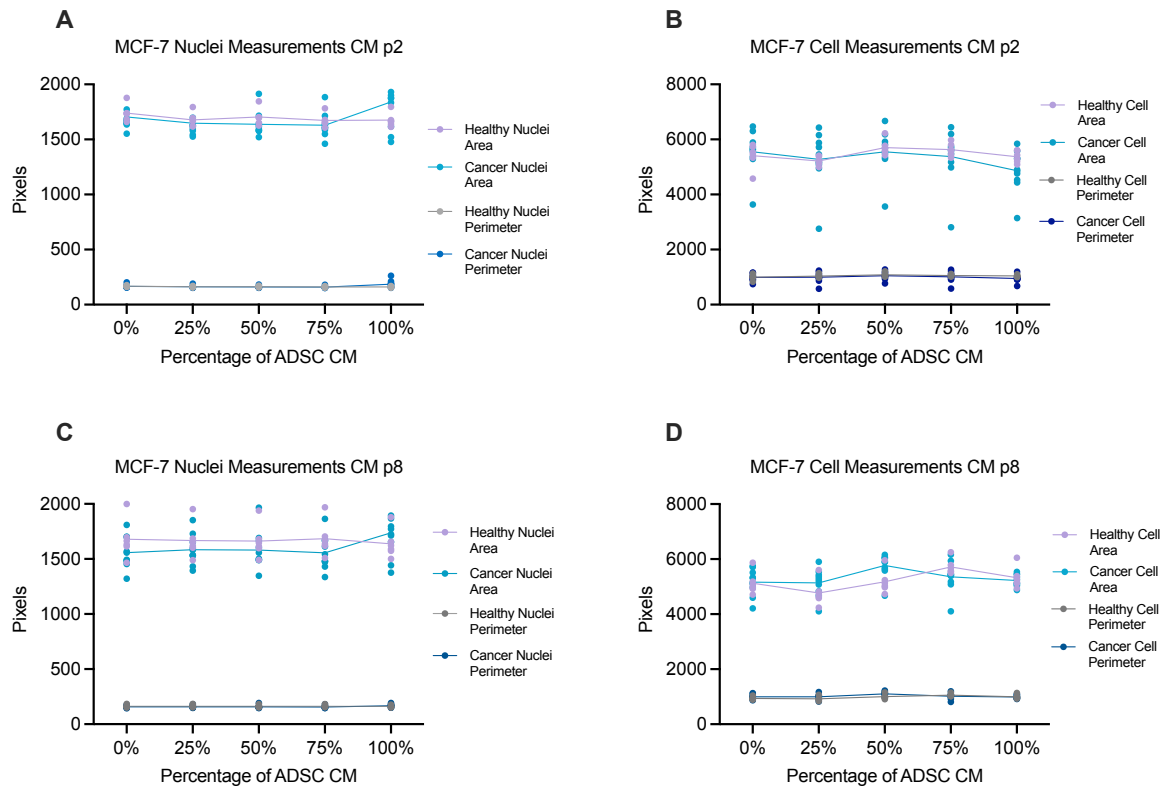 A
MCF-7 Nuclei Measurements CM p2
Pixels
2000
1500
1000
500
0
0%
25%
50%
75%
100%
Percentage of ADSC CM
Healthy Nuclei
Area
Cancer Nuclei
Area
Healthy Nuclei
Perimeter
Cancer Nuclei
Perimeter
B
MCF-7 Cell Measurements CM p2
Pixels
8000
6000
4000
2000
0
0%
25%
50%
75%
100%
Percentage of ADSC CM
Healthy Cell
Area
Cancer Cell
Area
Healthy Cell
Perimeter
Cancer Cell
Perimeter
C
MCF-7 Nuclei Measurements CM p8
Pixels
2000
1500
1000
500
0
0%
25%
50%
75%
100%
Percentage of ADSC CM
Healthy Nuclei
Area
Cancer Nuclei
Area
Healthy Nuclei
Perimeter
Cancer Nuclei
Perimeter
D
MCF-7 Cell Measurements CM p8
Pixels
8000
6000
4000
2000
0
0%
25%
50%
75%
100%
Percentage of ADSC CM
Healthy Cell
Area
Cancer Cell
Area
Healthy Cell
Perimeter
Cancer Cell
Perimeter